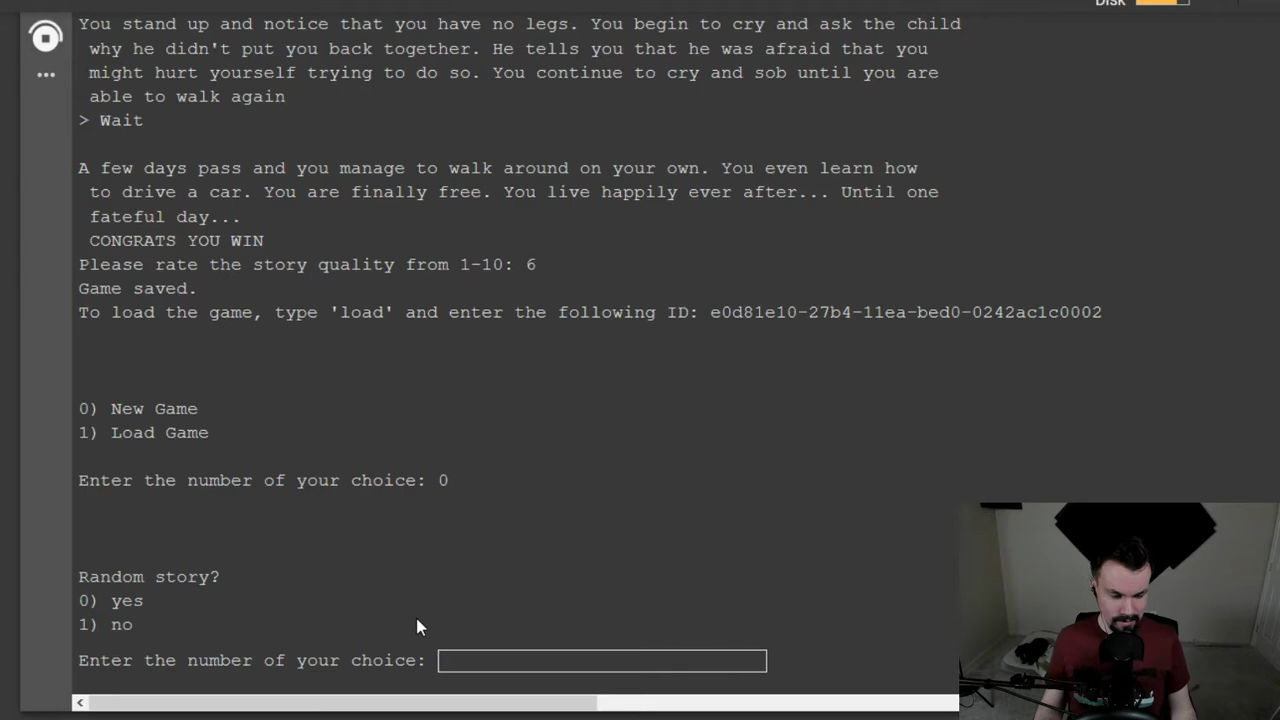 Disk
You stand up and notice that you have no legs. You begin to cry and ask the child
why he didn't put you back together. He tells you that he was afraid that you
might hurt yourself trying to do so. You continue to cry and sob until you are
able to walk again
> Wait
A few days pass and you manage to walk around on your own. You even learn how
to drive a car. You are finally free. You live happily ever after... Until one
fateful day...
CONGRATS YOU WIN
Please rate the story quality from 1-10: 6
Game saved.
To load the game, type 'load' and enter the following ID: e0d81e10-27b4-11ea-bed0-0242ac1c0002
0) New Game
1) Load Game
Enter the number of your choice: 0
Random story?
0) yes
1) no
Enter the number of your choice: